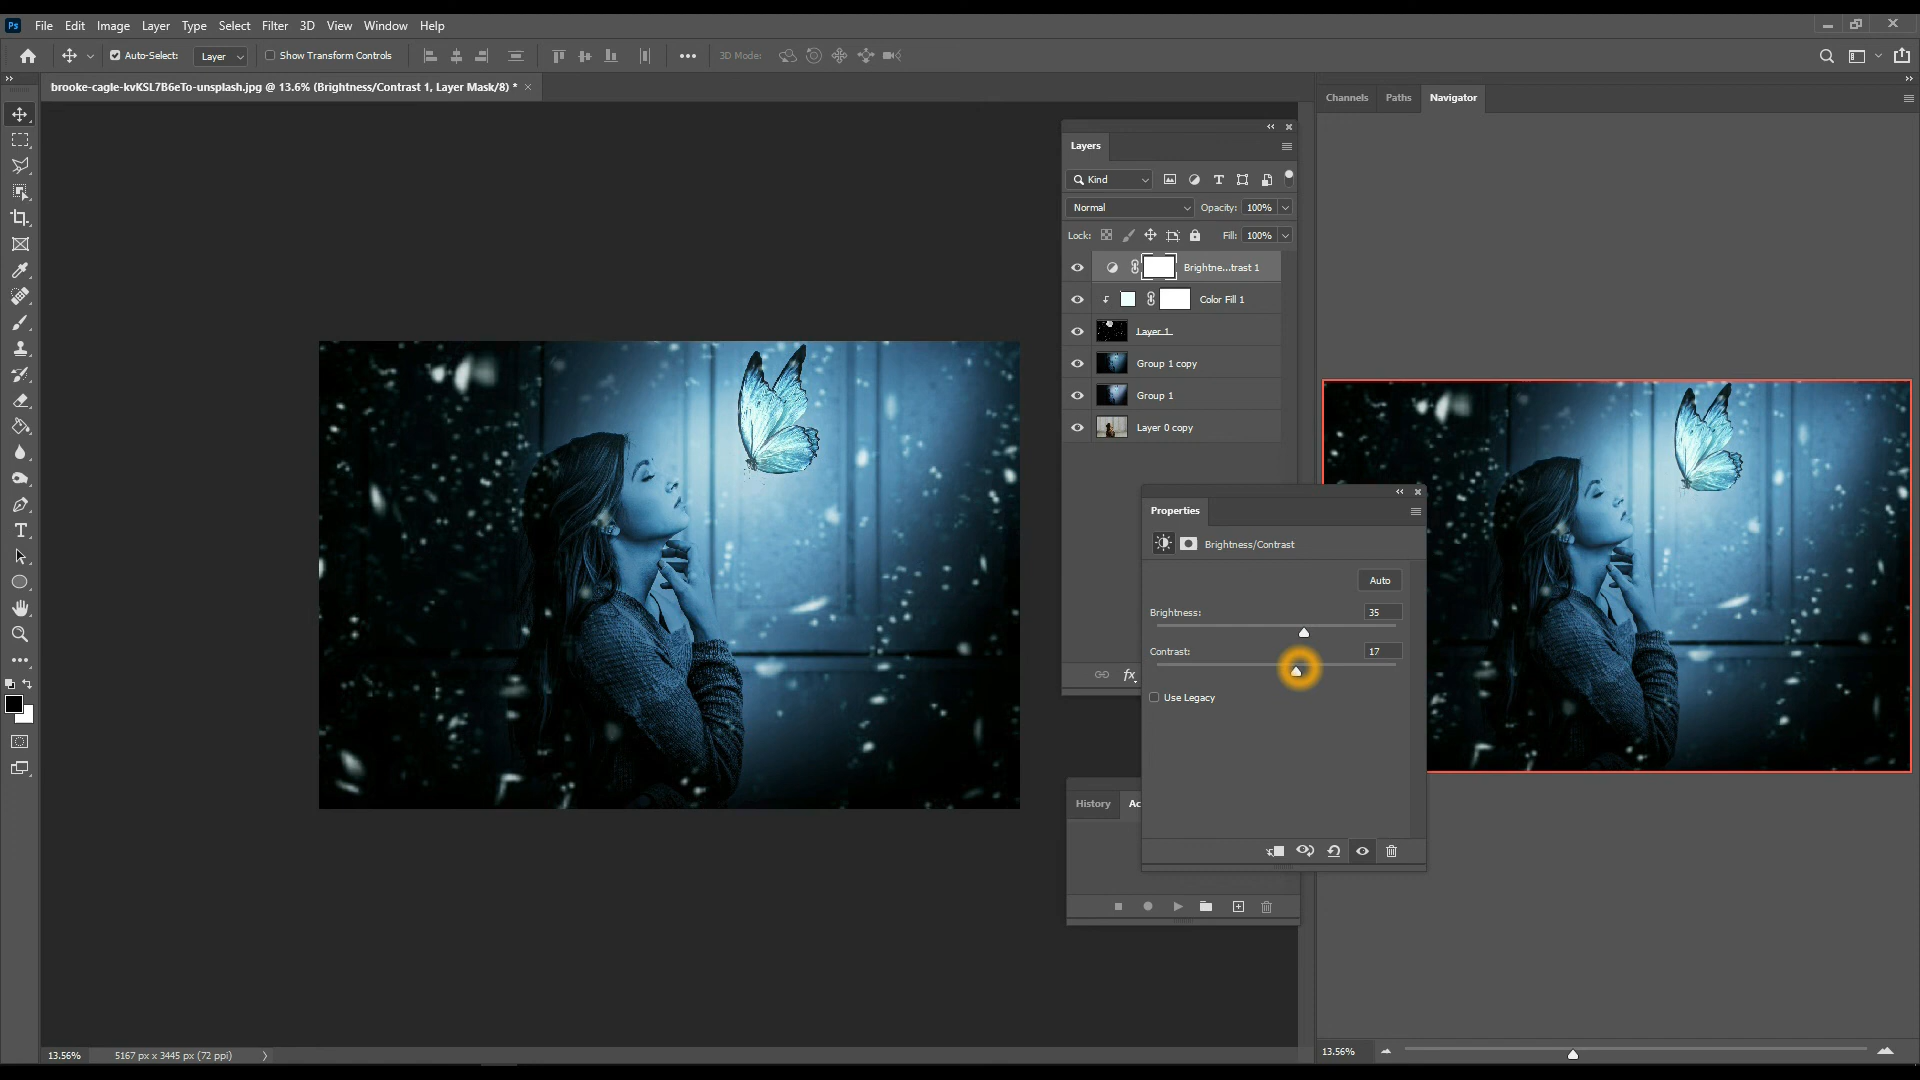 Ps File Edit Image Layer Type Select Filter 3D View Window Help
Auto-Select: Layer Show Transform Controls 3D Mode:
brooke-cagle-kvKSL7B6eTo-unsplash.jpg @ 13.6% (Brightness/Contrast 1, Layer Mask/8) *
Channels Paths Navigator
Layers
Kind
Normal Opacity: 100%
Lock: Fill: 100%
Brightne...trast 1
Color Fill 1
Layer 1
Group 1 copy
Group 1
Layer 0 copy
fx
Properties
Brightness/Contrast
Auto
Brightness: 35
Contrast: 17
Use Legacy
History Ac
13.56% 5167 px x 3445 px (72 ppi)
13.56%